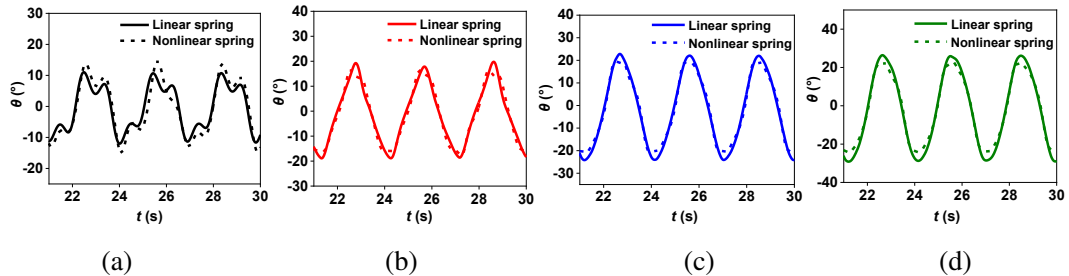 30
20
10
0
-10
-20
θ (°)
22 24 26 28 30
t (s)
Linear spring
Nonlinear spring
(a)
40
30
20
10
0
-10
-20
-30
θ (°)
22 24 26 28 30
t (s)
Linear spring
Nonlinear spring
(b)
40
30
20
10
0
-10
-20
-30
θ (°)
22 24 26 28 30
t (s)
Linear spring
Nonlinear spring
(c)
40
20
0
-20
-40
θ (°)
22 24 26 28 30
t (s)
Linear spring
Nonlinear spring
(d)